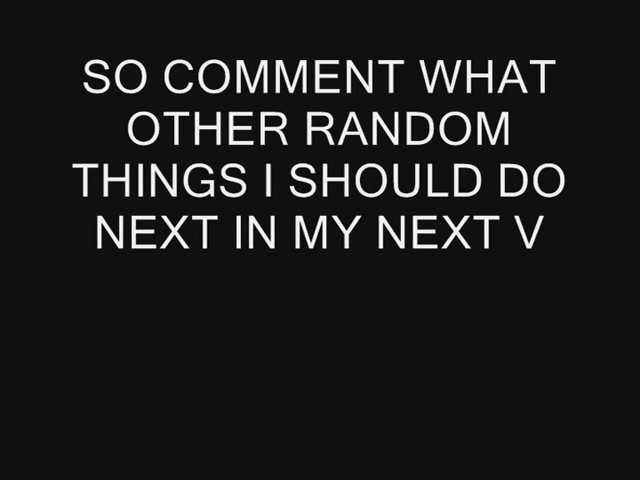 SO COMMENT WHAT
OTHER RANDOM
THINGS I SHOULD DO
NEXT IN MY NEXT V